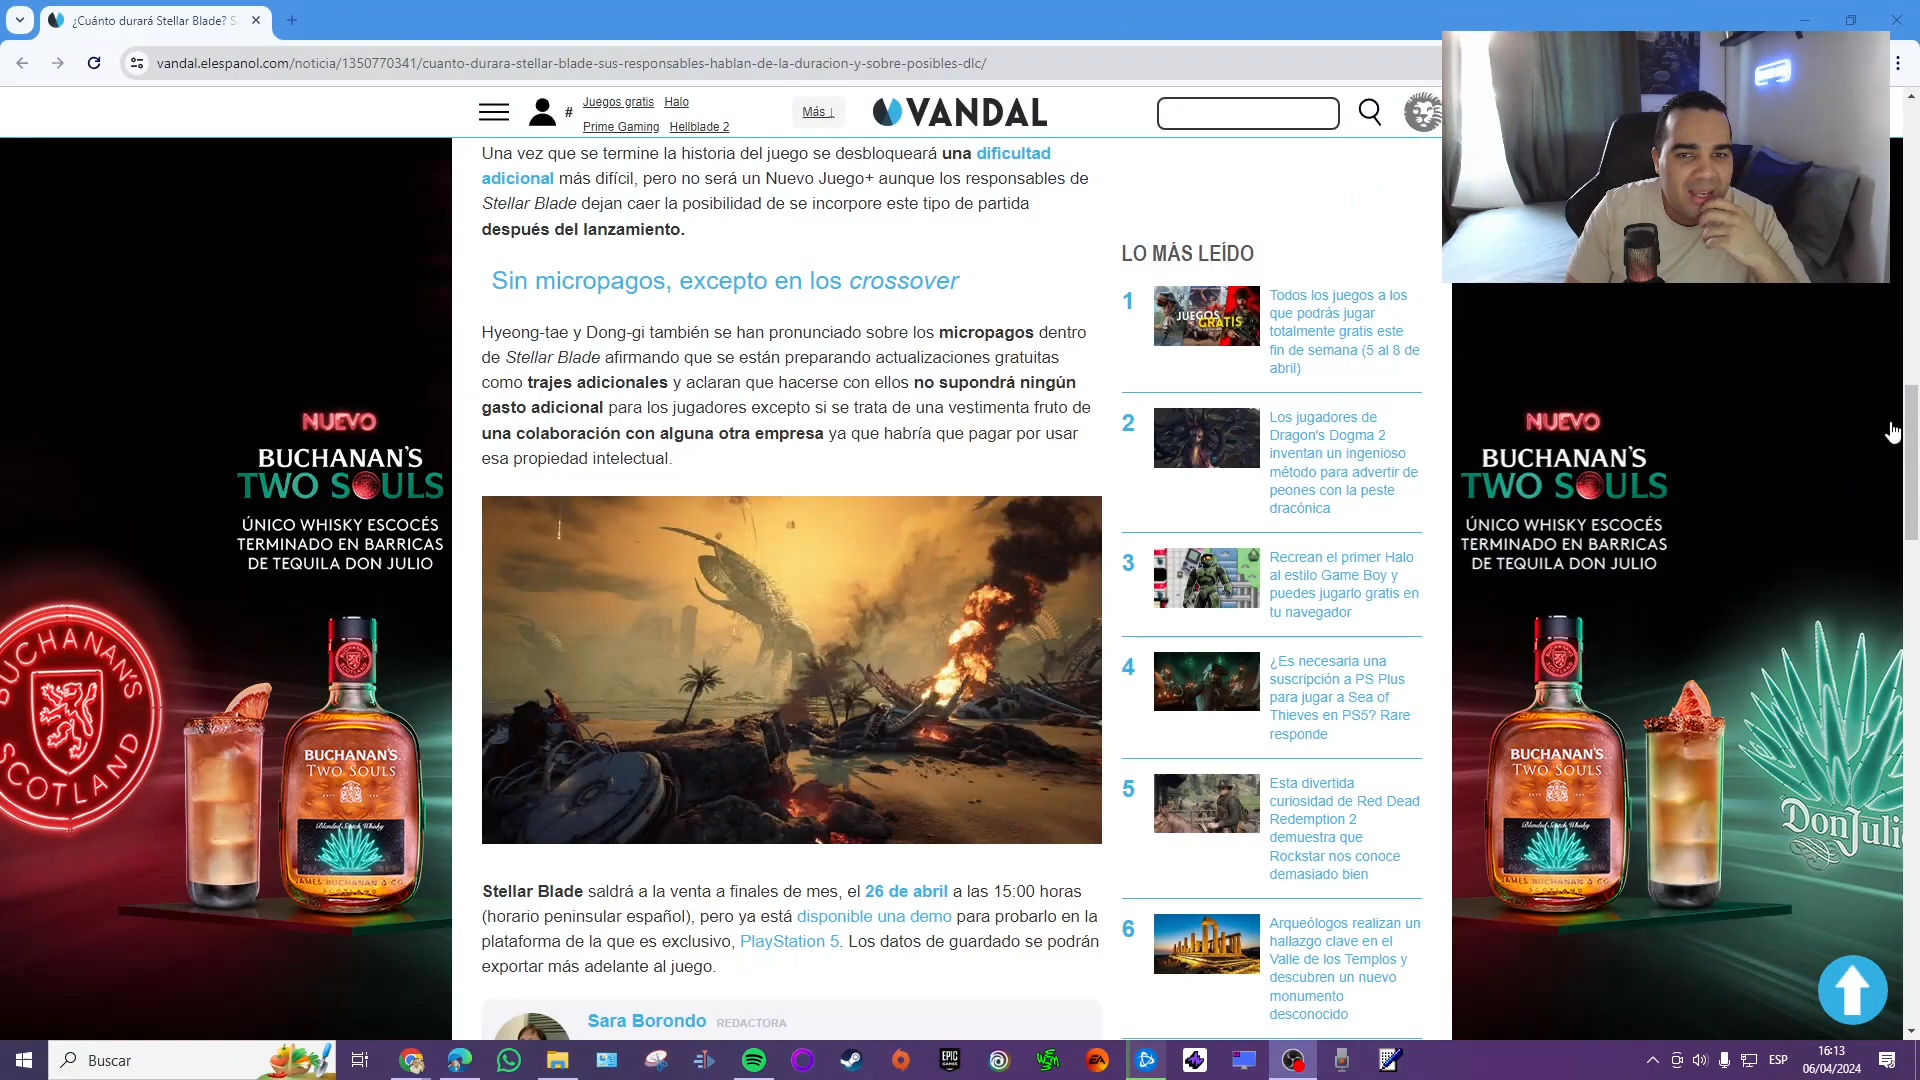 ¿Cuánto durará Stellar Blade? S
vandal.elespanol.com/noticia/1350770341/cuanto-durara-stellar-blade-sus-responsables-hablan-de-la-duracion-y-sobre-posibles-dlc/
# Juegos gratis Halo
Prime Gaming Hellblade 2
Más ↓
VANDAL
Una vez que se termine la historia del juego se desbloqueará una dificultad
adicional más difícil, pero no será un Nuevo Juego+ aunque los responsables de
Stellar Blade dejan caer la posibilidad de se incorpore este tipo de partida
después del lanzamiento.
Sin micropagos, excepto en los crossover
Hyeong-tae y Dong-gi también se han pronunciado sobre los micropagos dentro
de Stellar Blade afirmando que se están preparando actualizaciones gratuitas
como trajes adicionales y aclaran que hacerse con ellos no supondrá ningún
gasto adicional para los jugadores excepto si se trata de una vestimenta fruto de
una colaboración con alguna otra empresa ya que habría que pagar por usar
esa propiedad intelectual.
Stellar Blade saldrá a la venta a finales de mes, el 26 de abril a las 15:00 horas
(horario peninsular español), pero ya está disponible una demo para probarlo en la
plataforma de la que es exclusivo, PlayStation 5. Los datos de guardado se podrán
exportar más adelante al juego.
Sara Borondo REDACTORA
LO MÁS LEÍDO
1
JUEGOS
GRATIS
Todos los juegos a los
que podrás jugar
totalmente gratis este
fin de semana (5 al 8 de
abril)
2
Los jugadores de
Dragon's Dogma 2
inventan un ingenioso
método para advertir de
peones con la peste
dracónica
3
Recrean el primer Halo
al estilo Game Boy y
puedes jugarlo gratis en
tu navegador
4
¿Es necesaria una
suscripción a PS Plus
para jugar a Sea of
Thieves en PS5? Rare
responde
5
Esta divertida
curiosidad de Red Dead
Redemption 2
demuestra que
Rockstar nos conoce
demasiado bien
6
Arqueólogos realizan un
hallazgo clave en el
Valle de los Templos y
descubren un nuevo
monumento
desconocido
NUEVO
BUCHANAN'S
TWO SOULS
ÚNICO WHISKY ESCOCÉS
TERMINADO EN BARRICAS
DE TEQUILA DON JULIO
BUCHANAN'S
SCOTLAND
BUCHANAN'S
TWO SOULS
Blended Scotch Whisky
JAMES BUCHANAN & CO
NUEVO
BUCHANAN'S
TWO SOULS
ÚNICO WHISKY ESCOCÉS
TERMINADO EN BARRICAS
DE TEQUILA DON JULIO
BUCHANAN'S
TWO SOULS
Blended Scotch Whisky
JAMES BUCHANAN & CO
Don Juli
Buscar
EPIC
GAMES
EA
ESP
16:13
06/04/2024